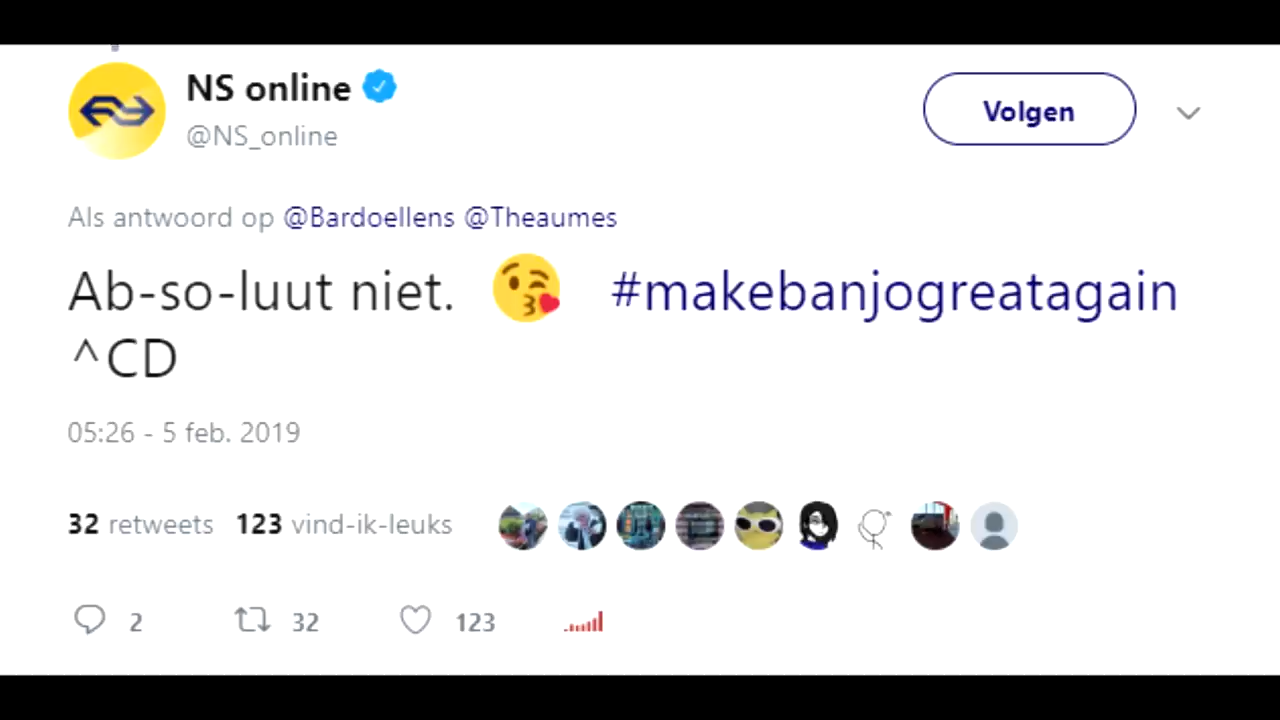 NS online
@NS_online
Volgen
Als antwoord op @Bardoellens @Theaumes
Ab-so-luut niet. 😘 #makebanjogreatagain
^CD
05:26 - 5 feb. 2019
32 retweets 123 vind-ik-leuks
2 32 123